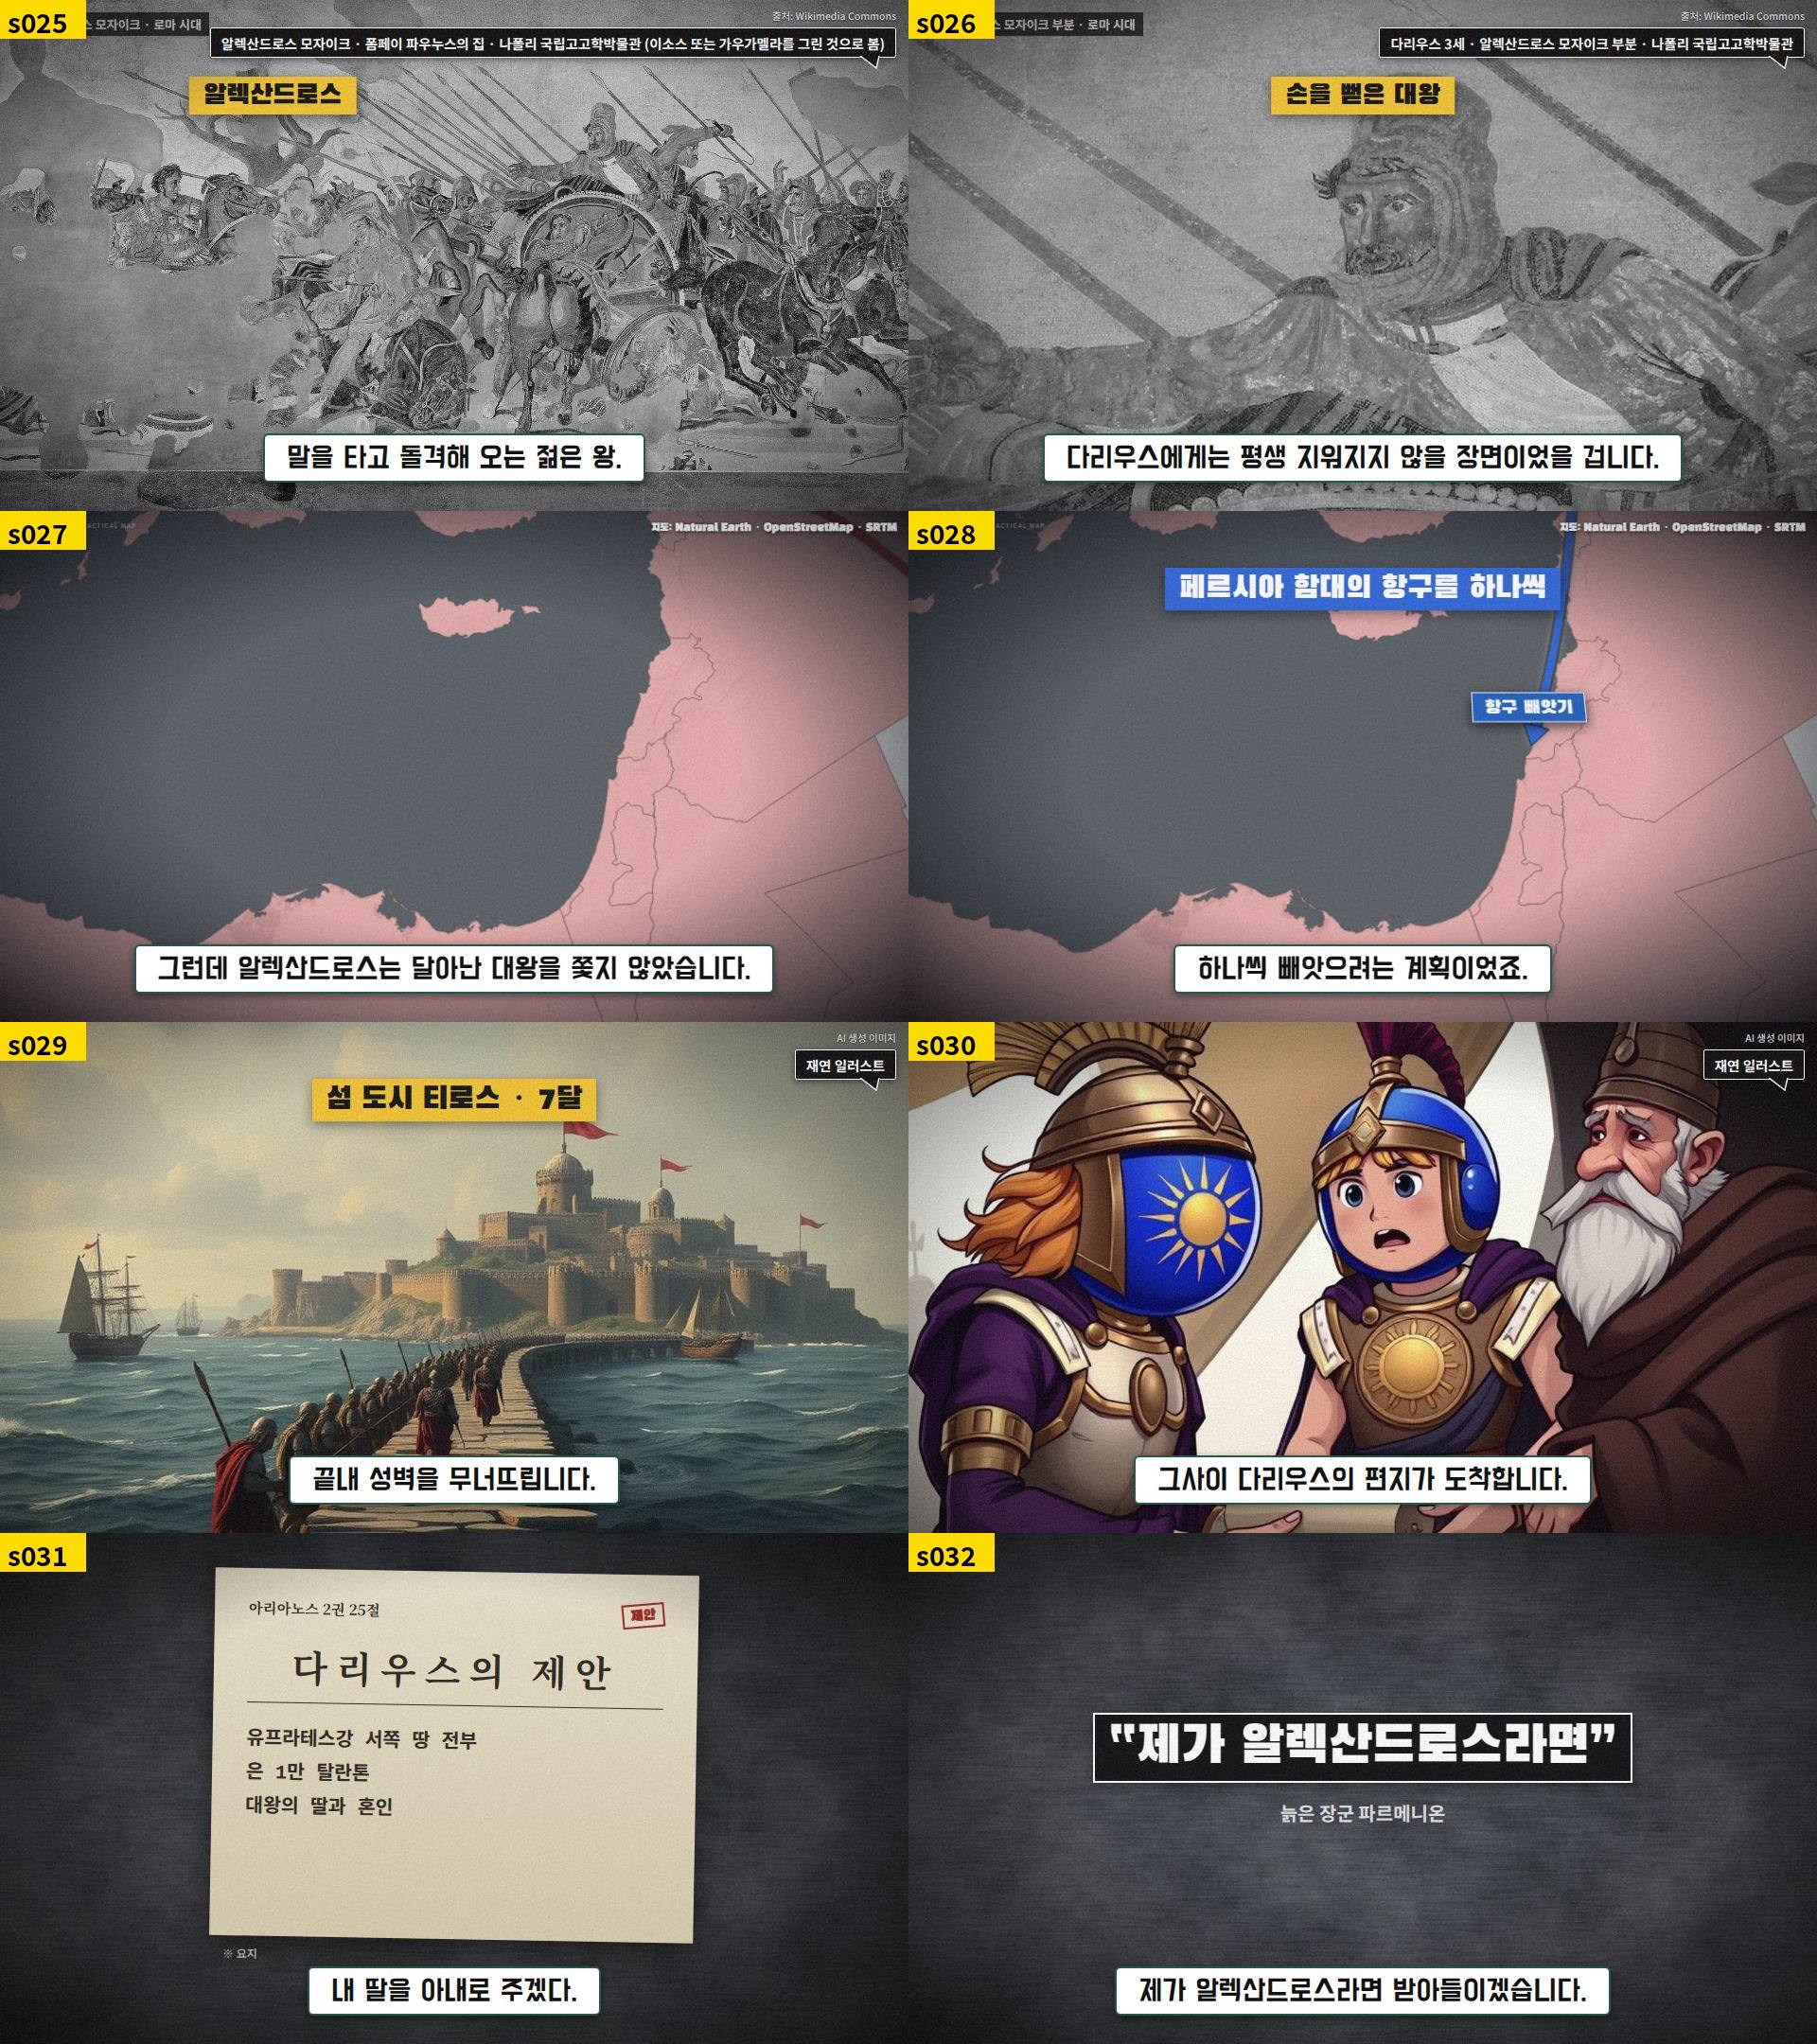 s025
스 모자이크 · 로마 시대
출처: Wikimedia Commons
알렉산드로스 모자이크 · 폼페이 파우누스의 집 · 나폴리 국립고고학박물관 (이소스 또는 가우가멜라를 그린 것으로 봄)
알렉산드로스
말을 타고 돌격해 오는 젊은 왕.
s026
스 모자이크 부분 · 로마 시대
출처: Wikimedia Commons
다리우스 3세 · 알렉산드로스 모자이크 부분 · 나폴리 국립고고학박물관
손을 뻗은 대왕
다리우스에게는 평생 지워지지 않을 장면이었을 겁니다.
s027
ACTICAL MAP
지도: Natural Earth · OpenStreetMap · SRTM
그런데 알렉산드로스는 달아난 대왕을 쫓지 않았습니다.
s028
ACTICAL MAP
지도: Natural Earth · OpenStreetMap · SRTM
페르시아 함대의 항구를 하나씩
항구 빼앗기
하나씩 빼앗으려는 계획이었죠.
s029
AI 생성 이미지
재연 일러스트
섬 도시 티로스 · 7달
끝내 성벽을 무너뜨립니다.
s030
AI 생성 이미지
재연 일러스트
그사이 다리우스의 편지가 도착합니다.
s031
아리아노스 2권 25절
제안
다리우스의 제안
유프라테스강 서쪽 땅 전부
은 1만 탈란톤
대왕의 딸과 혼인
※ 요지
내 딸을 아내로 주겠다.
s032
“제가 알렉산드로스라면”
늙은 장군 파르메니온
제가 알렉산드로스라면 받아들이겠습니다.